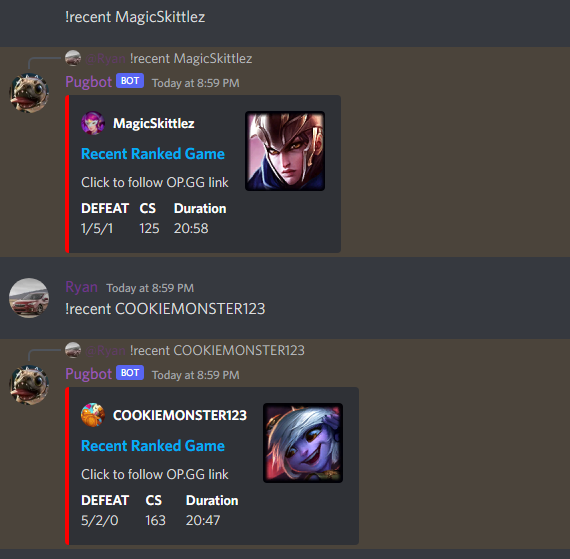 !recent MagicSkittlez
@Ryan !recent MagicSkittlez
Pugbot BOT Today at 8:59 PM
MagicSkittlez
Recent Ranked Game
Click to follow OP.GG link
DEFEAT CS Duration
1/5/1 125 20:58
Ryan Today at 8:59 PM
!recent COOKIEMONSTER123
@Ryan !recent COOKIEMONSTER123
Pugbot BOT Today at 8:59 PM
COOKIEMONSTER123
Recent Ranked Game
Click to follow OP.GG link
DEFEAT CS Duration
5/2/0 163 20:47